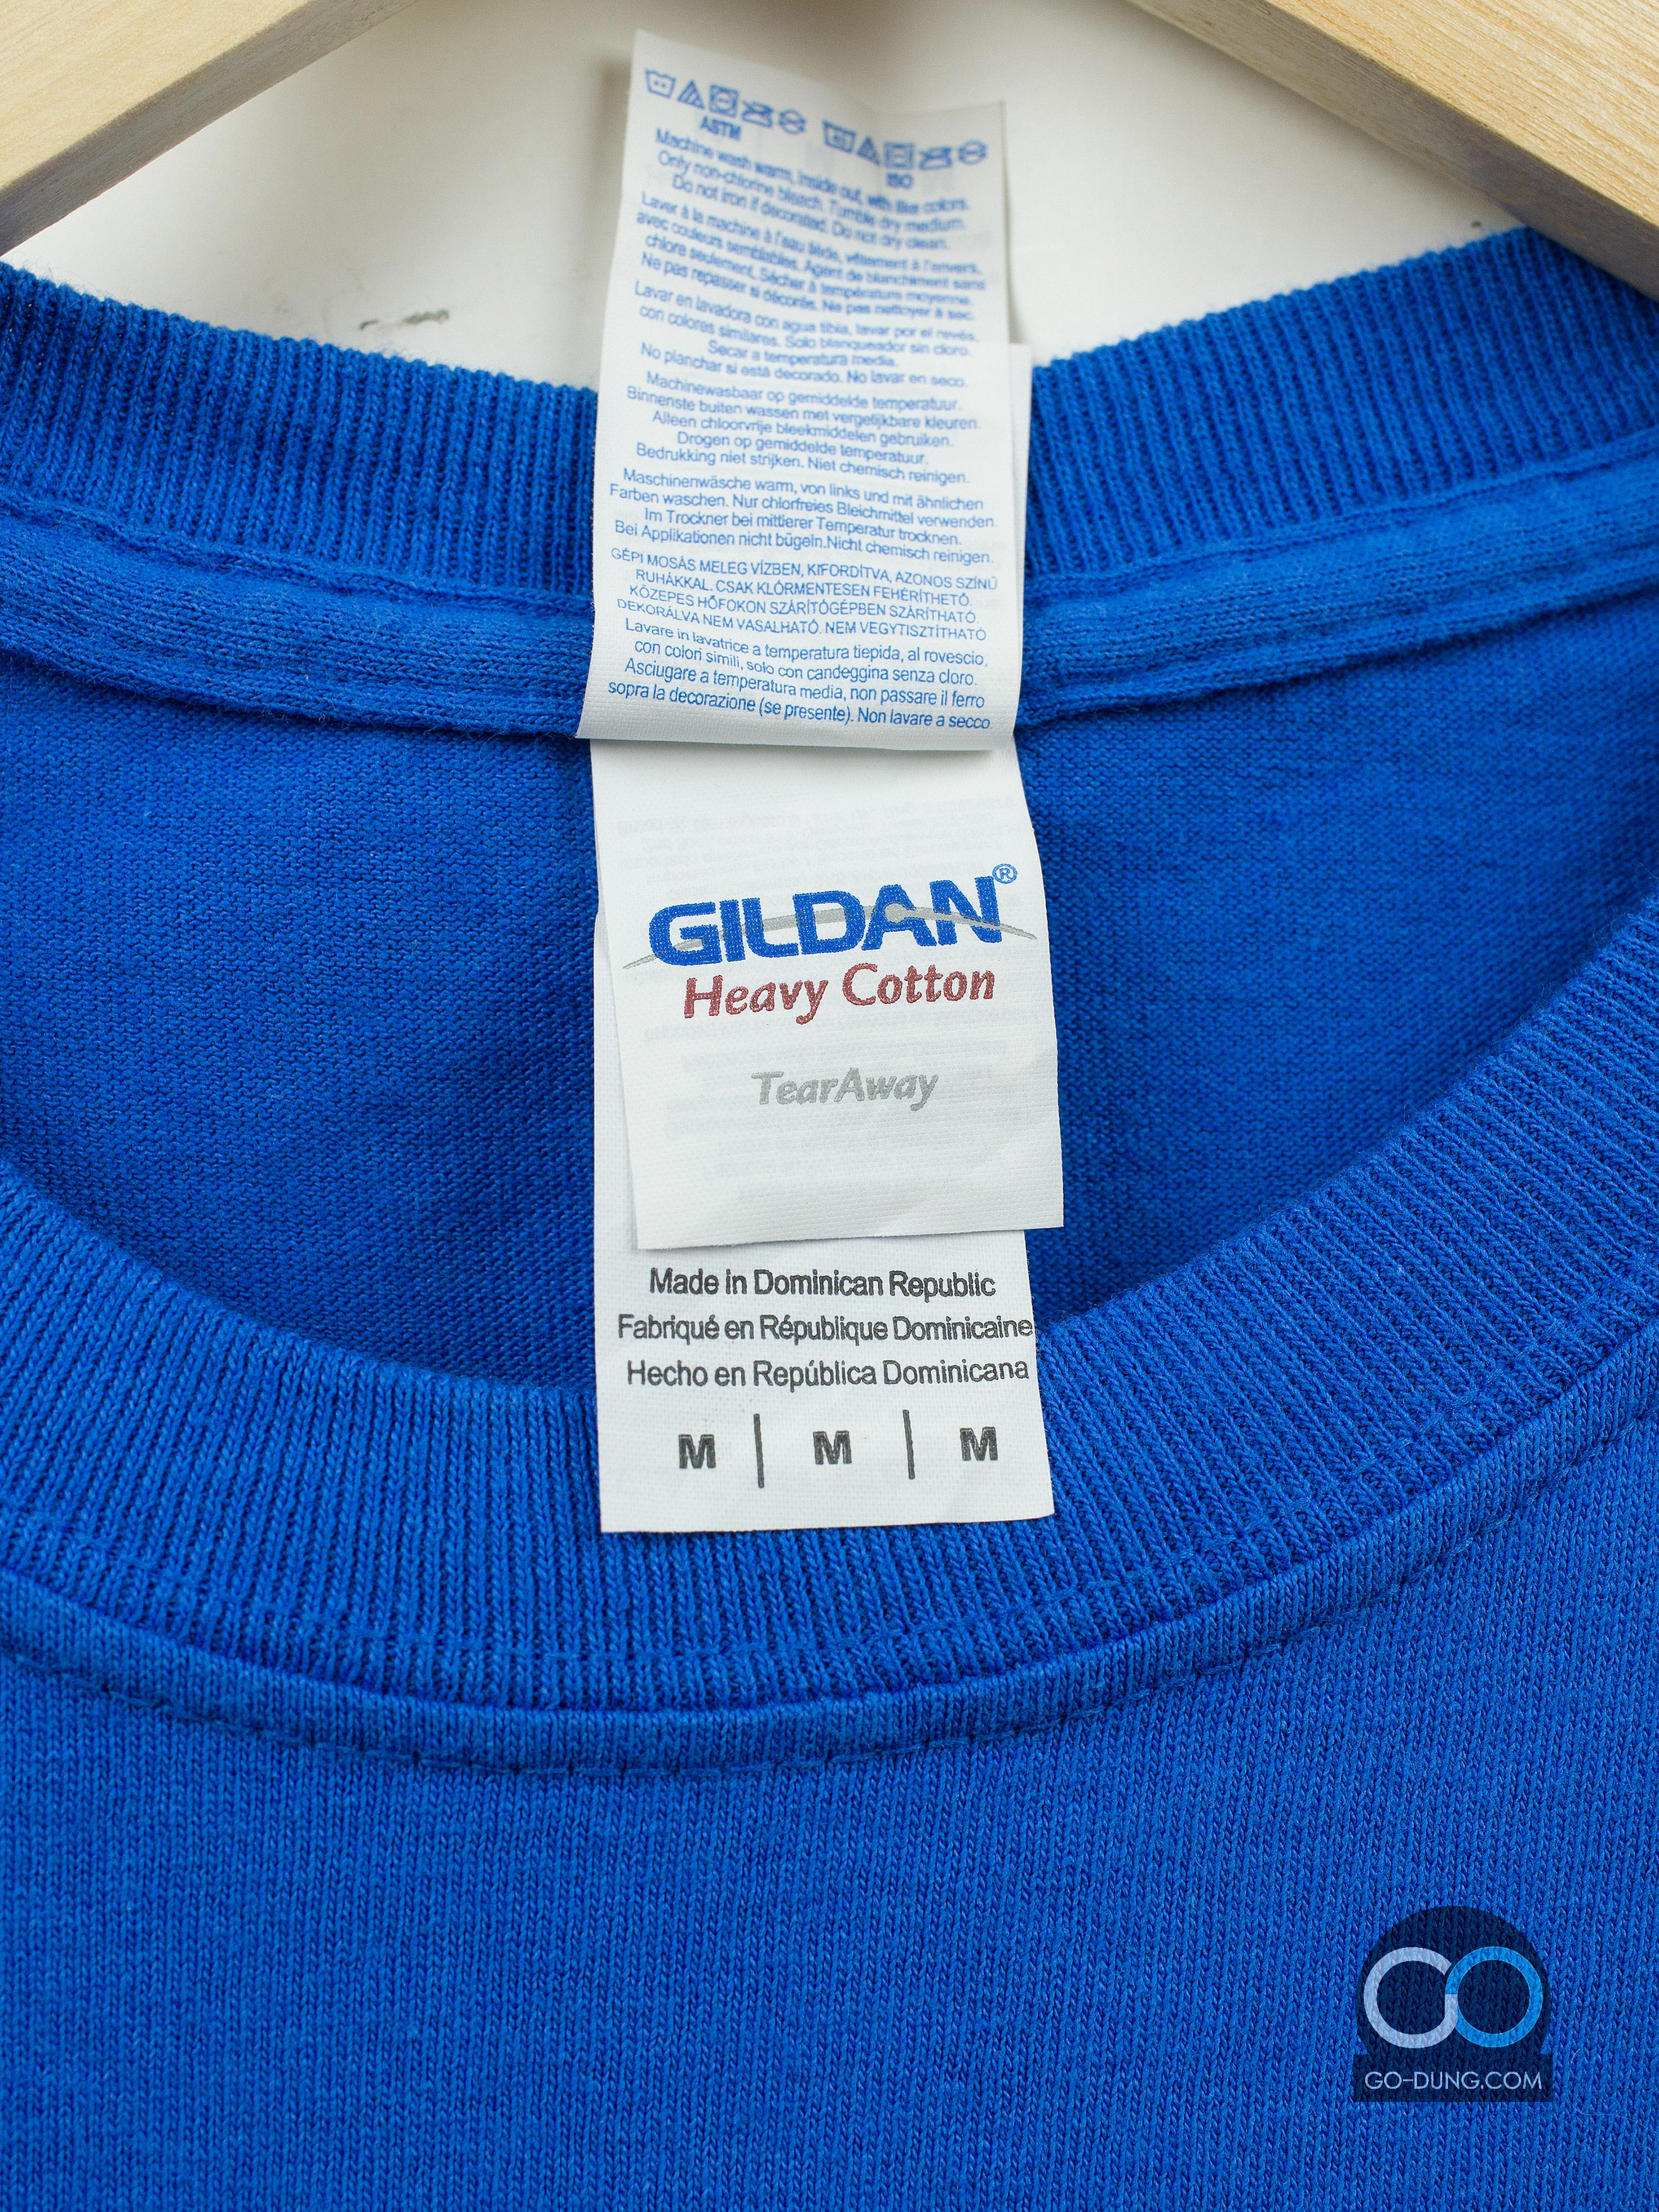 ASTM
ISO
Machine wash warm, inside out, with like colors.
Only non-chlorine bleach. Tumble dry medium.
Do not iron if decorated. Do not dry clean.
Laver à la machine à l'eau tiède, vêtement à l'envers,
avec couleurs semblables. Agent de blanchiment sans
chlore seulement. Sécher à température moyenne.
Ne pas repasser si décorés. Ne pas nettoyer à sec.
Lavar en lavadora con agua tibia, lavar por el revés,
con colores similares. Solo blanqueador sin cloro.
Secar a temperatura media.
No planchar si está decorado. No lavar en seco.
Machinewasbaar op gemiddelde temperatuur.
Binnenste buiten wassen met vergelijkbare kleuren.
Alleen chloorvrije bleekmiddelen gebruiken.
Drogen op gemiddelde temperatuur.
Bedrukking niet strijken. Niet chemisch reinigen.
Maschinenwäsche warm, von links und mit ähnlichen
Farben waschen. Nur chlorfreies Bleichmittel verwenden.
Im Trockner bei mittlerer Temperatur trocknen.
Bei Applikationen nicht bügeln.Nicht chemisch reinigen.
GÉPI MOSÁS MELEG VÍZBEN, KIFORDÍTVA, AZONOS SZÍNŰ
RUHÁKKAL. CSAK KLÓRMENTESEN FEHÉRÍTHETŐ.
KÖZEPES HŐFOKON SZÁRÍTÓGÉPBEN SZÁRÍTHATÓ.
DEKORÁLVA NEM VASALHATÓ. NEM VEGYTISZTÍTHATÓ
Lavare in lavatrice a temperatura tiepida, al rovescio,
con colori simili, solo con candeggina senza cloro.
Asciugare a temperatura media, non passare il ferro
sopra la decorazione (se presente). Non lavare a secco.
GILDAN®
Heavy Cotton
TearAway
Made in Dominican Republic
Fabriqué en République Dominicaine
Hecho en República Dominicana
M | M | M
GO
GO-DUNG.COM